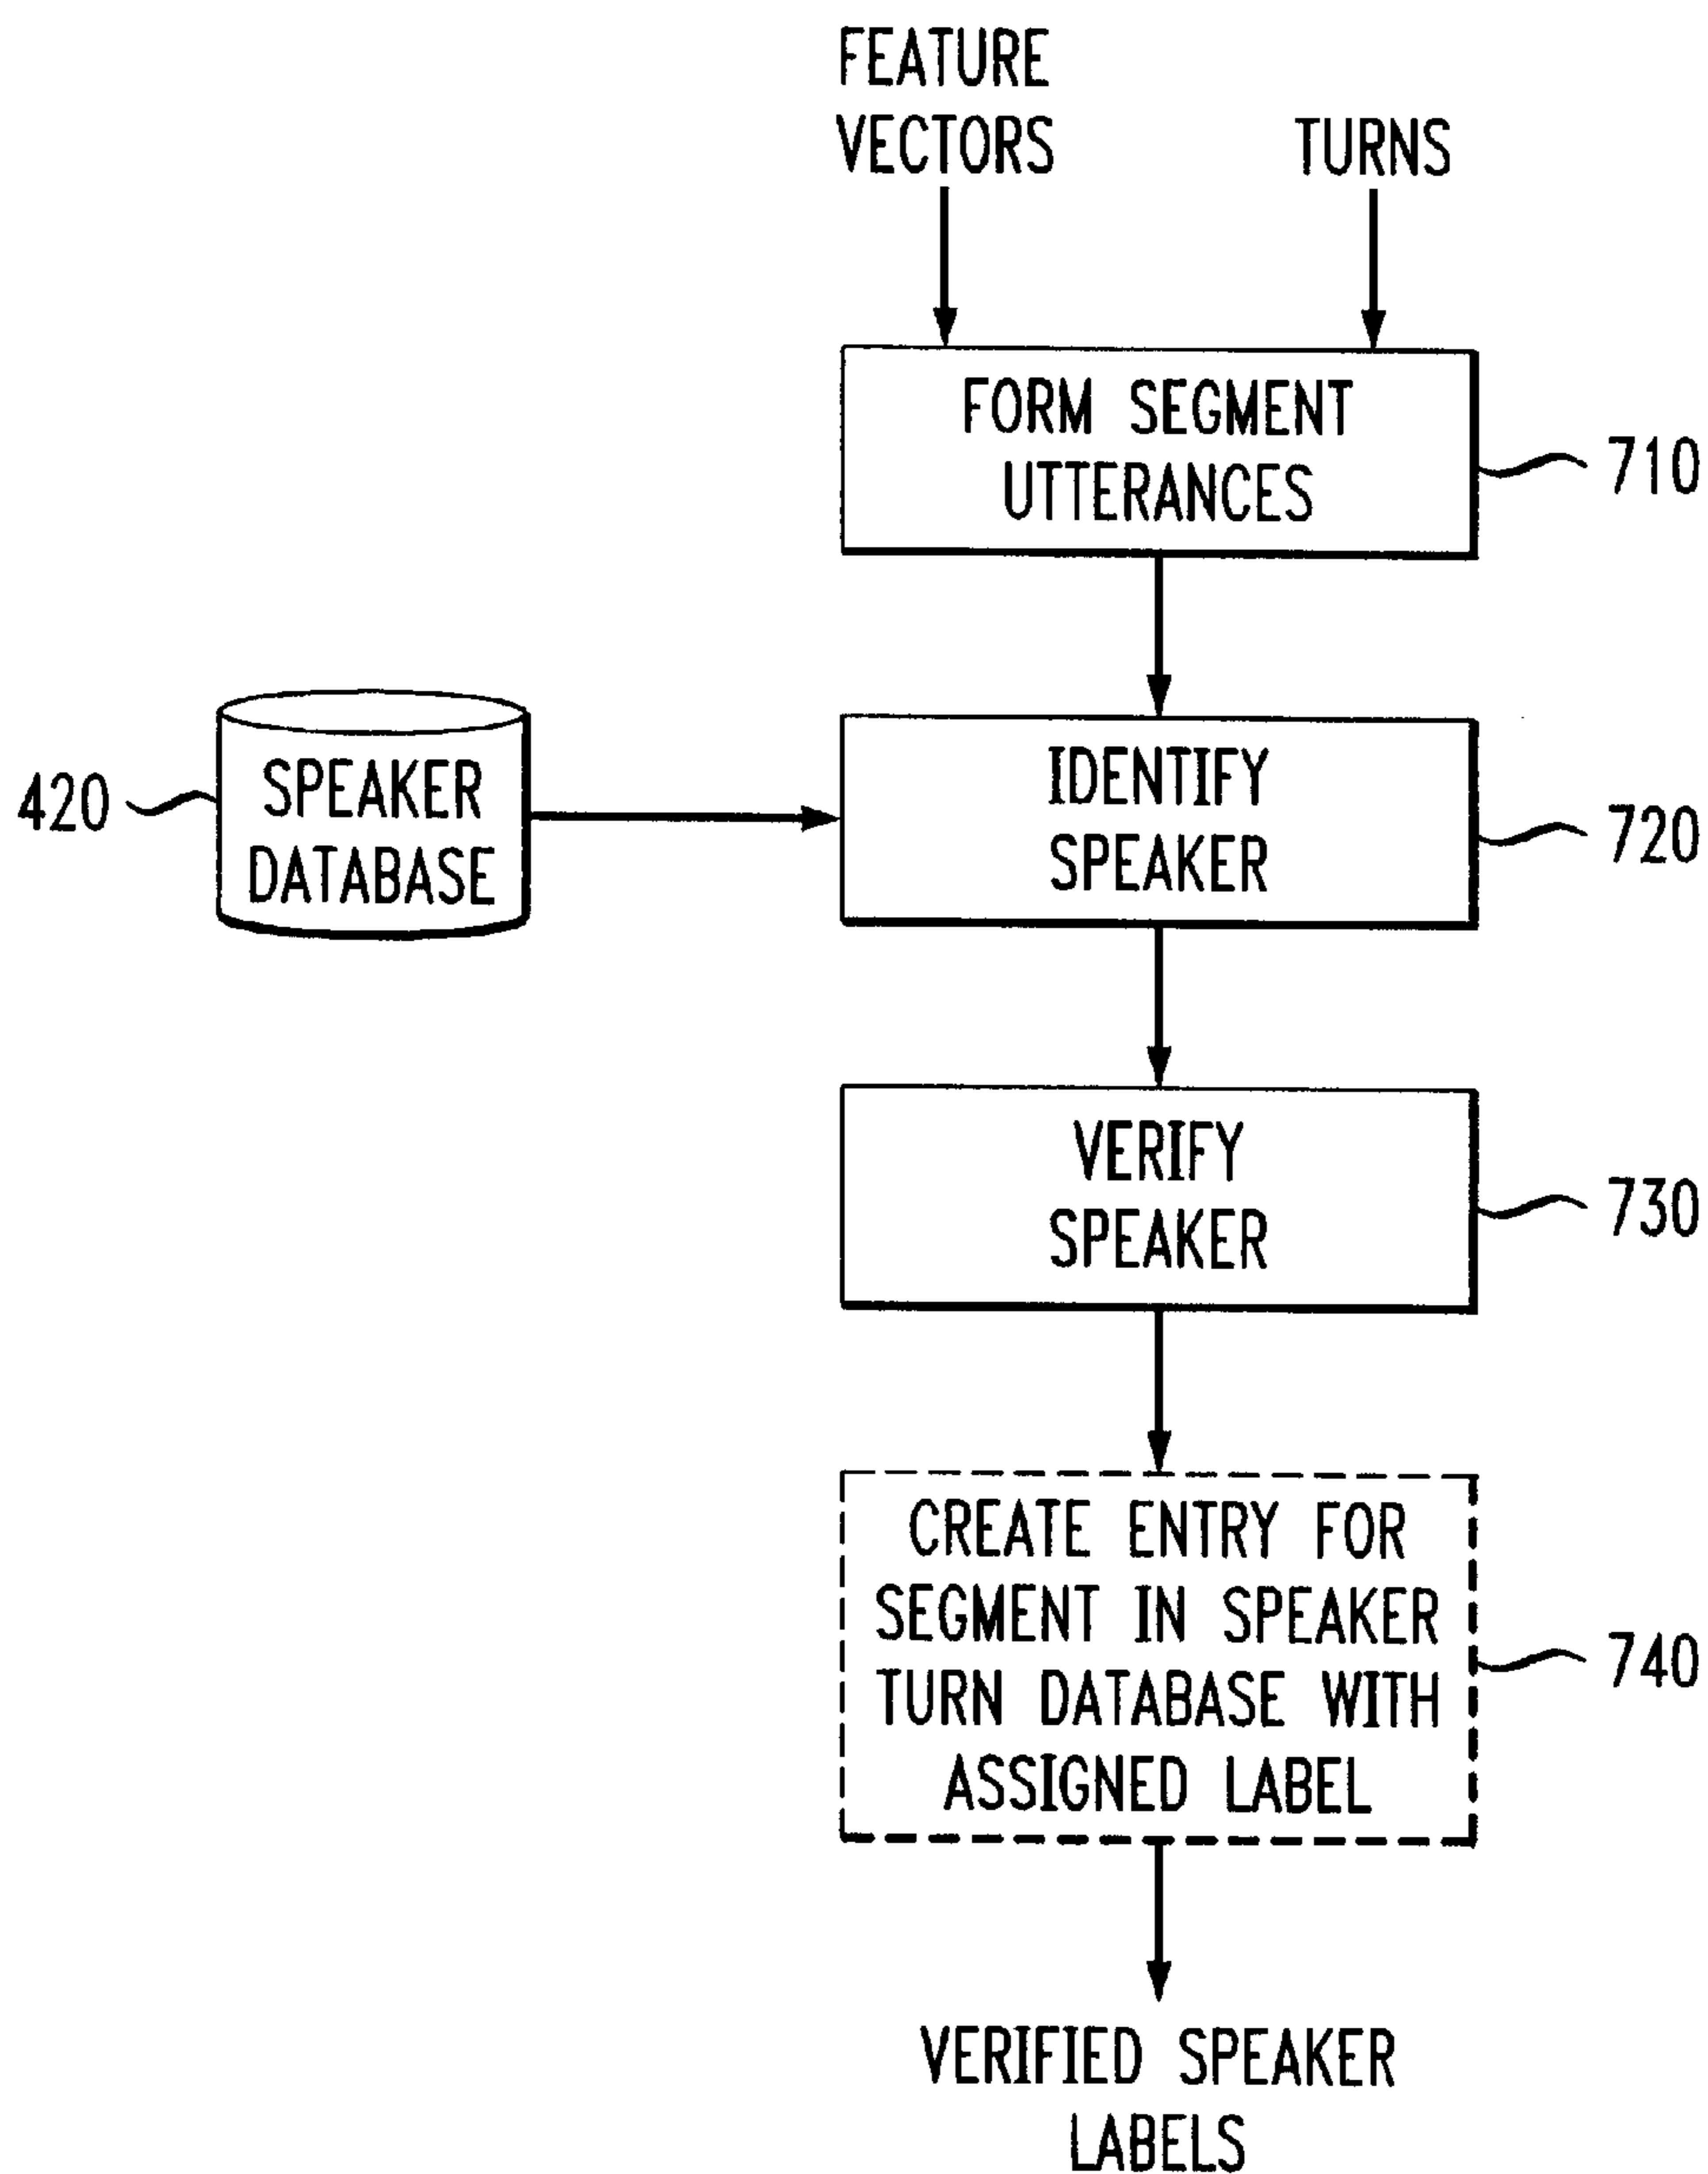 FEATURE
VECTORS
TURNS
FORM SEGMENT
UTTERANCES
710
420
SPEAKER
DATABASE
IDENTIFY
SPEAKER
720
VERIFY
SPEAKER
730
CREATE ENTRY FOR
SEGMENT IN SPEAKER
TURN DATABASE WITH
ASSIGNED LABEL
740
VERIFIED SPEAKER
LABELS